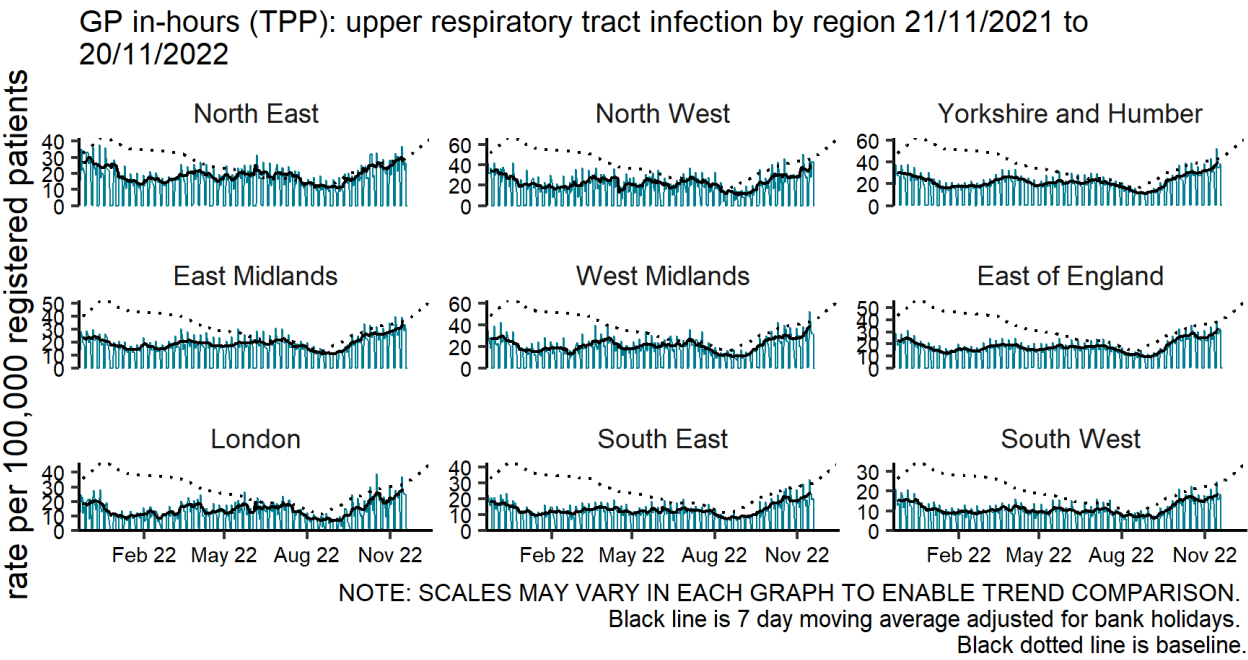 GP in-hours (TPP): upper respiratory tract infection by region 21/11/2021 to
20/11/2022
rate per 100,000 registered patients
North East
40
30
20
10
0
North West
60
40
20
0
Yorkshire and Humber
60
40
20
0
East Midlands
50
40
30
20
10
0
West Midlands
60
40
20
0
East of England
50
40
30
20
10
0
London
40
30
20
10
0
South East
40
30
20
10
0
South West
30
20
10
0
Feb 22 May 22 Aug 22 Nov 22
Feb 22 May 22 Aug 22 Nov 22
Feb 22 May 22 Aug 22 Nov 22
NOTE: SCALES MAY VARY IN EACH GRAPH TO ENABLE TREND COMPARISON.
Black line is 7 day moving average adjusted for bank holidays.
Black dotted line is baseline.